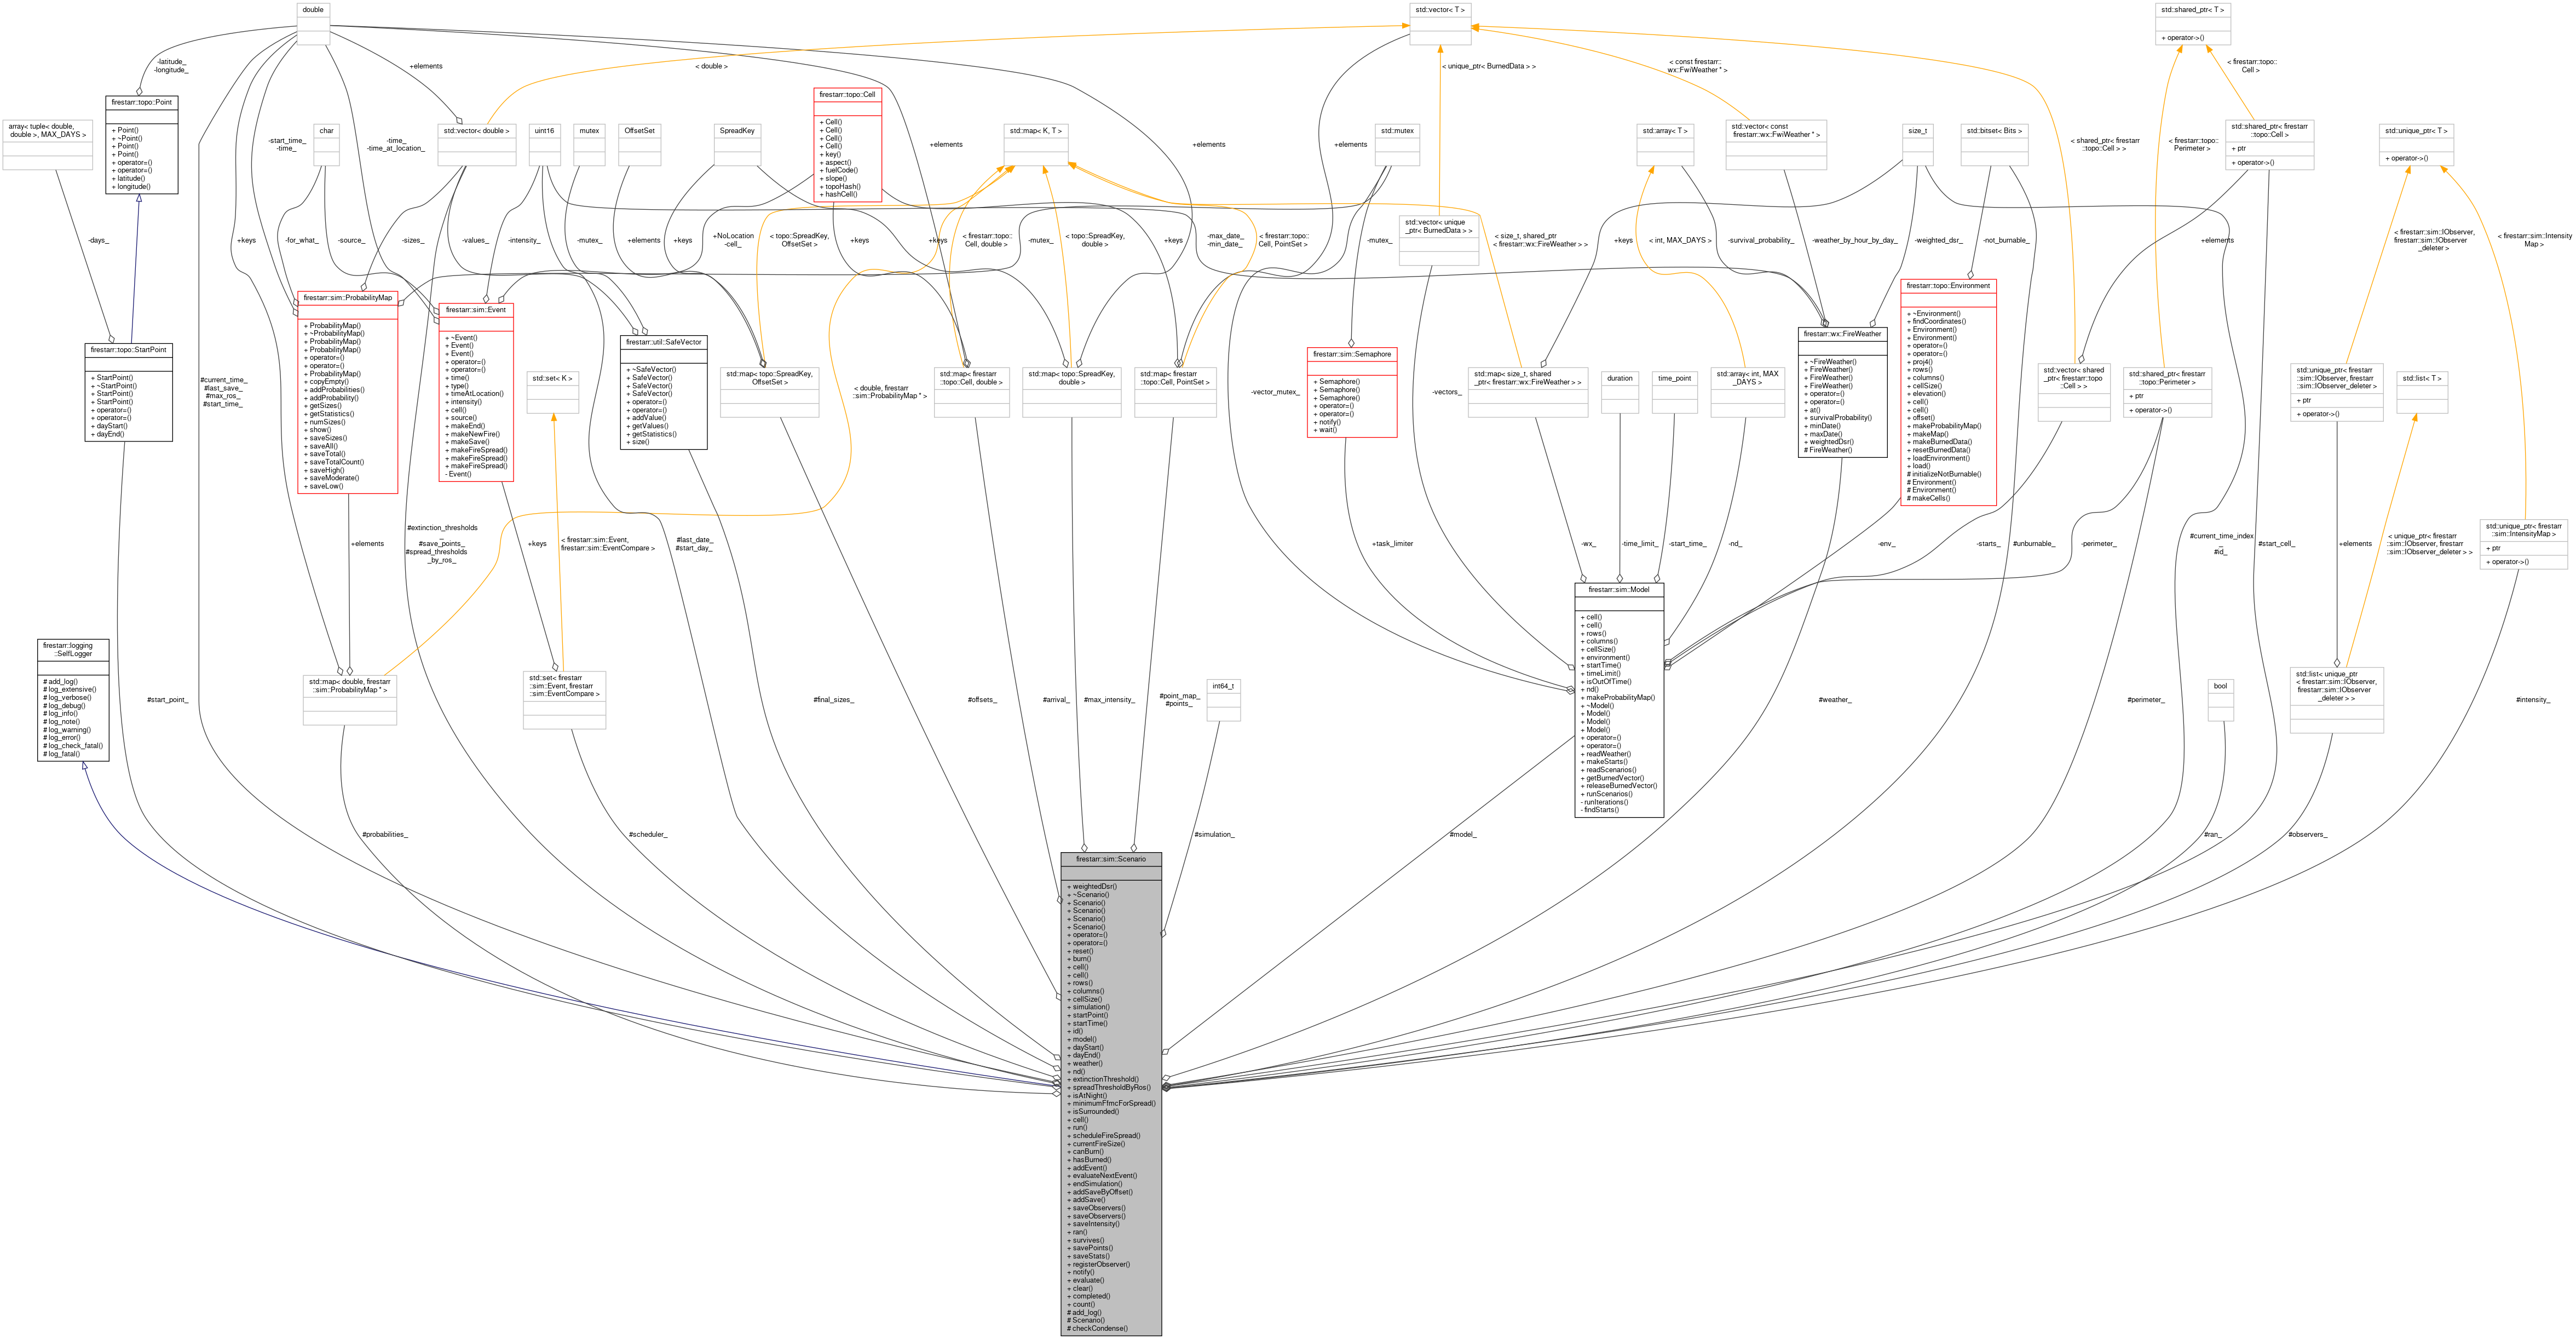 double
std::vector< T >
std::shared_ptr< T >
+ operator->()
-latitude_
-longitude_
+elements
< double >
< unique_ptr< BurnedData > >
< const firestarr::
wx::FwiWeather * >
< firestarr::topo::
Cell >
firestarr::topo::Point
+ Point()
+ ~Point()
+ Point()
+ Point()
+ operator=()
+ operator=()
+ latitude()
+ longitude()
firestarr::topo::Cell
+ Cell()
+ Cell()
+ Cell()
+ Cell()
+ key()
+ aspect()
+ fuelCode()
+ slope()
+ topoHash()
+ hashCell()
array< tuple< double,
double >, MAX_DAYS >
-start_time_
-time_
char
-time_
-time_at_location_
std::vector< double >
uint16
mutex
OffsetSet
SpreadKey
+elements
std::map< K, T >
+elements
+elements
std::mutex
std::array< T >
std::vector< const
firestarr::wx::FwiWeather * >
size_t
std::bitset< Bits >
< shared_ptr< firestarr
::topo::Cell > >
< firestarr::topo::
Perimeter >
std::shared_ptr< firestarr
::topo::Cell >
+ ptr
+ operator->()
std::unique_ptr< T >
+ operator->()
std::vector< unique
_ptr< BurnedData > >
-days_
+keys
-for_what_
-source_
-sizes_
-values_
-intensity_
-mutex_
+elements
+keys
+NoLocation
-cell_
< topo::SpreadKey,
OffsetSet >
+keys
+keys
< firestarr::topo::
Cell, double >
-mutex_
< topo::SpreadKey,
double >
+keys
-max_date_
-min_date_
< firestarr::topo::
Cell, PointSet >
-mutex_
< size_t, shared_ptr
< firestarr::wx::FireWeather > >
+keys
< int, MAX_DAYS >
-survival_probability_
-weather_by_hour_by_day_
-weighted_dsr_
-not_burnable_
+elements
< firestarr::sim::IObserver,
firestarr::sim::IObserver
_deleter >
< firestarr::sim::Intensity
Map >
firestarr::topo::StartPoint
+ StartPoint()
+ ~StartPoint()
+ StartPoint()
+ StartPoint()
+ operator=()
+ operator=()
+ dayStart()
+ dayEnd()
#current_time_
#last_save_
#max_ros_
#start_time_
firestarr::sim::ProbabilityMap
+ ProbabilityMap()
+ ~ProbabilityMap()
+ ProbabilityMap()
+ ProbabilityMap()
+ operator=()
+ operator=()
+ ProbabilityMap()
+ copyEmpty()
+ addProbabilities()
+ addProbability()
+ getSizes()
+ getStatistics()
+ numSizes()
+ show()
+ saveSizes()
+ saveAll()
+ saveTotal()
+ saveTotalCount()
+ saveHigh()
+ saveModerate()
+ saveLow()
firestarr::sim::Event
+ ~Event()
+ Event()
+ Event()
+ operator=()
+ operator=()
+ time()
+ type()
+ timeAtLocation()
+ intensity()
+ cell()
+ source()
+ makeEnd()
+ makeNewFire()
+ makeSave()
+ makeFireSpread()
+ makeFireSpread()
+ makeFireSpread()
- Event()
std::set< K >
firestarr::util::SafeVector
+ ~SafeVector()
+ SafeVector()
+ SafeVector()
+ SafeVector()
+ operator=()
+ operator=()
+ addValue()
+ getValues()
+ getStatistics()
+ size()
std::map< topo::SpreadKey,
OffsetSet >
< double, firestarr
::sim::ProbabilityMap * >
std::map< firestarr
::topo::Cell, double >
std::map< topo::SpreadKey,
double >
std::map< firestarr
::topo::Cell, PointSet >
-vector_mutex_
firestarr::sim::Semaphore
+ Semaphore()
+ Semaphore()
+ Semaphore()
+ operator=()
+ operator=()
+ notify()
+ wait()
-vectors_
std::map< size_t, shared
_ptr< firestarr::wx::FireWeather > >
duration
time_point
std::array< int, MAX
_DAYS >
firestarr::wx::FireWeather
+ ~FireWeather()
+ FireWeather()
+ FireWeather()
+ FireWeather()
+ FireWeather()
+ operator=()
+ operator=()
+ at()
+ survivalProbability()
+ minDate()
+ maxDate()
+ weightedDsr()
# FireWeather()
firestarr::topo::Environment
+ ~Environment()
+ findCoordinates()
+ Environment()
+ Environment()
+ operator=()
+ operator=()
+ proj4()
+ rows()
+ columns()
+ cellSize()
+ elevation()
+ cell()
+ cell()
+ offset()
+ makeProbabilityMap()
+ makeMap()
+ makeBurnedData()
+ resetBurnedData()
+ loadEnvironment()
+ load()
# initializeNotBurnable()
# Environment()
# Environment()
# makeCells()
std::vector< shared
_ptr< firestarr::topo
::Cell > >
std::shared_ptr< firestarr
::topo::Perimeter >
+ ptr
+ operator->()
std::unique_ptr< firestarr
::sim::IObserver, firestarr
::sim::IObserver_deleter >
+ ptr
+ operator->()
std::list< T >
#extinction_thresholds
_
#save_points_
#spread_thresholds
_by_ros_
+elements
+keys
< firestarr::sim::Event,
firestarr::sim::EventCompare >
#last_date_
#start_day_
+task_limiter
-wx_
-time_limit_
-start_time_
-nd_
-env_
#unburnable_
-starts_
-perimeter_
#current_time_index
_
#id_
#start_cell_
+elements
< unique_ptr< firestarr
::sim::IObserver, firestarr
::sim::IObserver_deleter > >
std::unique_ptr< firestarr
::sim::IntensityMap >
+ ptr
+ operator->()
firestarr::logging
::SelfLogger
# add_log()
# log_extensive()
# log_verbose()
# log_debug()
# log_info()
# log_note()
# log_warning()
# log_error()
# log_check_fatal()
# log_fatal()
#start_point_
std::map< double, firestarr
::sim::ProbabilityMap * >
std::set< firestarr
::sim::Event, firestarr
::sim::EventCompare >
#final_sizes_
#offsets_
#arrival_
#max_intensity_
#point_map_
#points_
int64_t
firestarr::sim::Model
+ cell()
+ cell()
+ rows()
+ columns()
+ cellSize()
+ environment()
+ startTime()
+ timeLimit()
+ isOutOfTime()
+ nd()
+ makeProbabilityMap()
+ ~Model()
+ Model()
+ Model()
+ Model()
+ operator=()
+ operator=()
+ readWeather()
+ makeStarts()
+ readScenarios()
+ getBurnedVector()
+ releaseBurnedVector()
+ runScenarios()
- runIterations()
- findStarts()
#weather_
#perimeter_
bool
std::list< unique_ptr
< firestarr::sim::IObserver,
firestarr::sim::IObserver
_deleter > >
#intensity_
#probabilities_
#scheduler_
#simulation_
#model_
#ran_
#observers_
firestarr::sim::Scenario
+ weightedDsr()
+ ~Scenario()
+ Scenario()
+ Scenario()
+ Scenario()
+ Scenario()
+ operator=()
+ operator=()
+ reset()
+ burn()
+ cell()
+ cell()
+ rows()
+ columns()
+ cellSize()
+ simulation()
+ startPoint()
+ startTime()
+ id()
+ model()
+ dayStart()
+ dayEnd()
+ weather()
+ nd()
+ extinctionThreshold()
+ spreadThresholdByRos()
+ isAtNight()
+ minimumFfmcForSpread()
+ isSurrounded()
+ cell()
+ run()
+ scheduleFireSpread()
+ currentFireSize()
+ canBurn()
+ hasBurned()
+ addEvent()
+ evaluateNextEvent()
+ endSimulation()
+ addSaveByOffset()
+ addSave()
+ saveObservers()
+ saveObservers()
+ saveIntensity()
+ ran()
+ survives()
+ savePoints()
+ saveStats()
+ registerObserver()
+ notify()
+ evaluate()
+ clear()
+ completed()
+ count()
# add_log()
# Scenario()
# checkCondense()